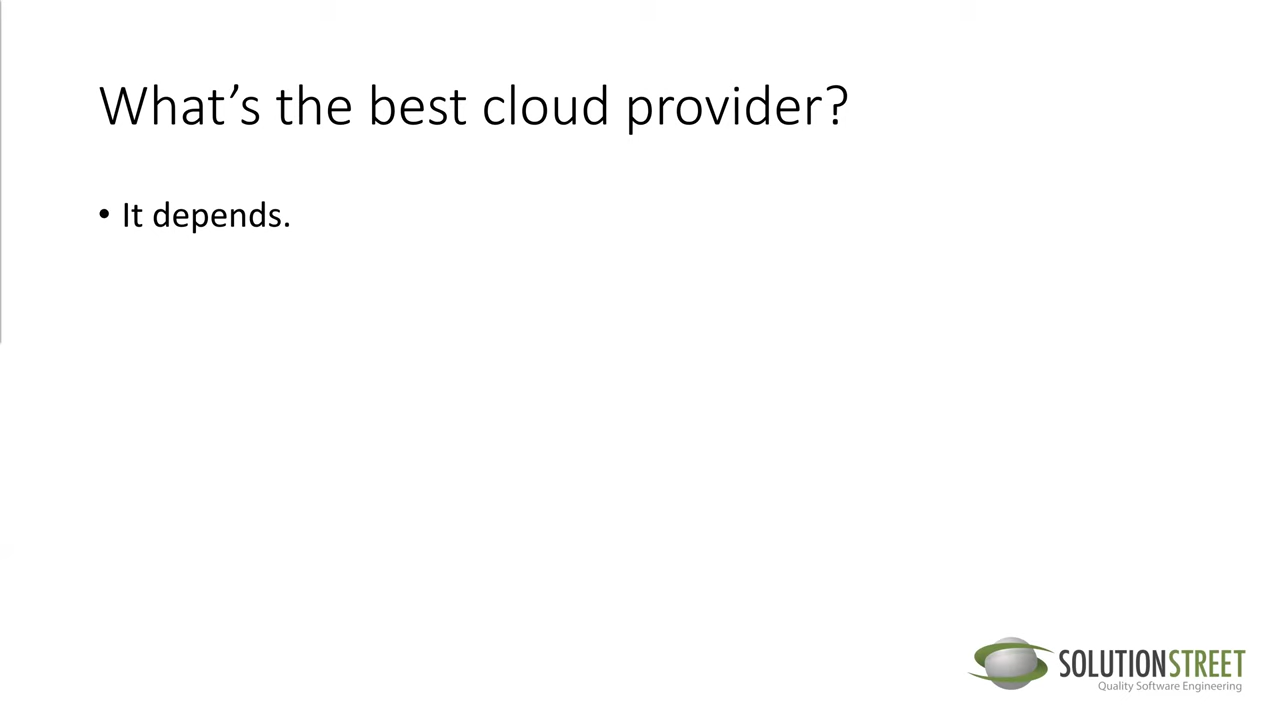 What’s the best cloud provider?
• It depends.
SOLUTIONSTREET
Quality Software Engineering